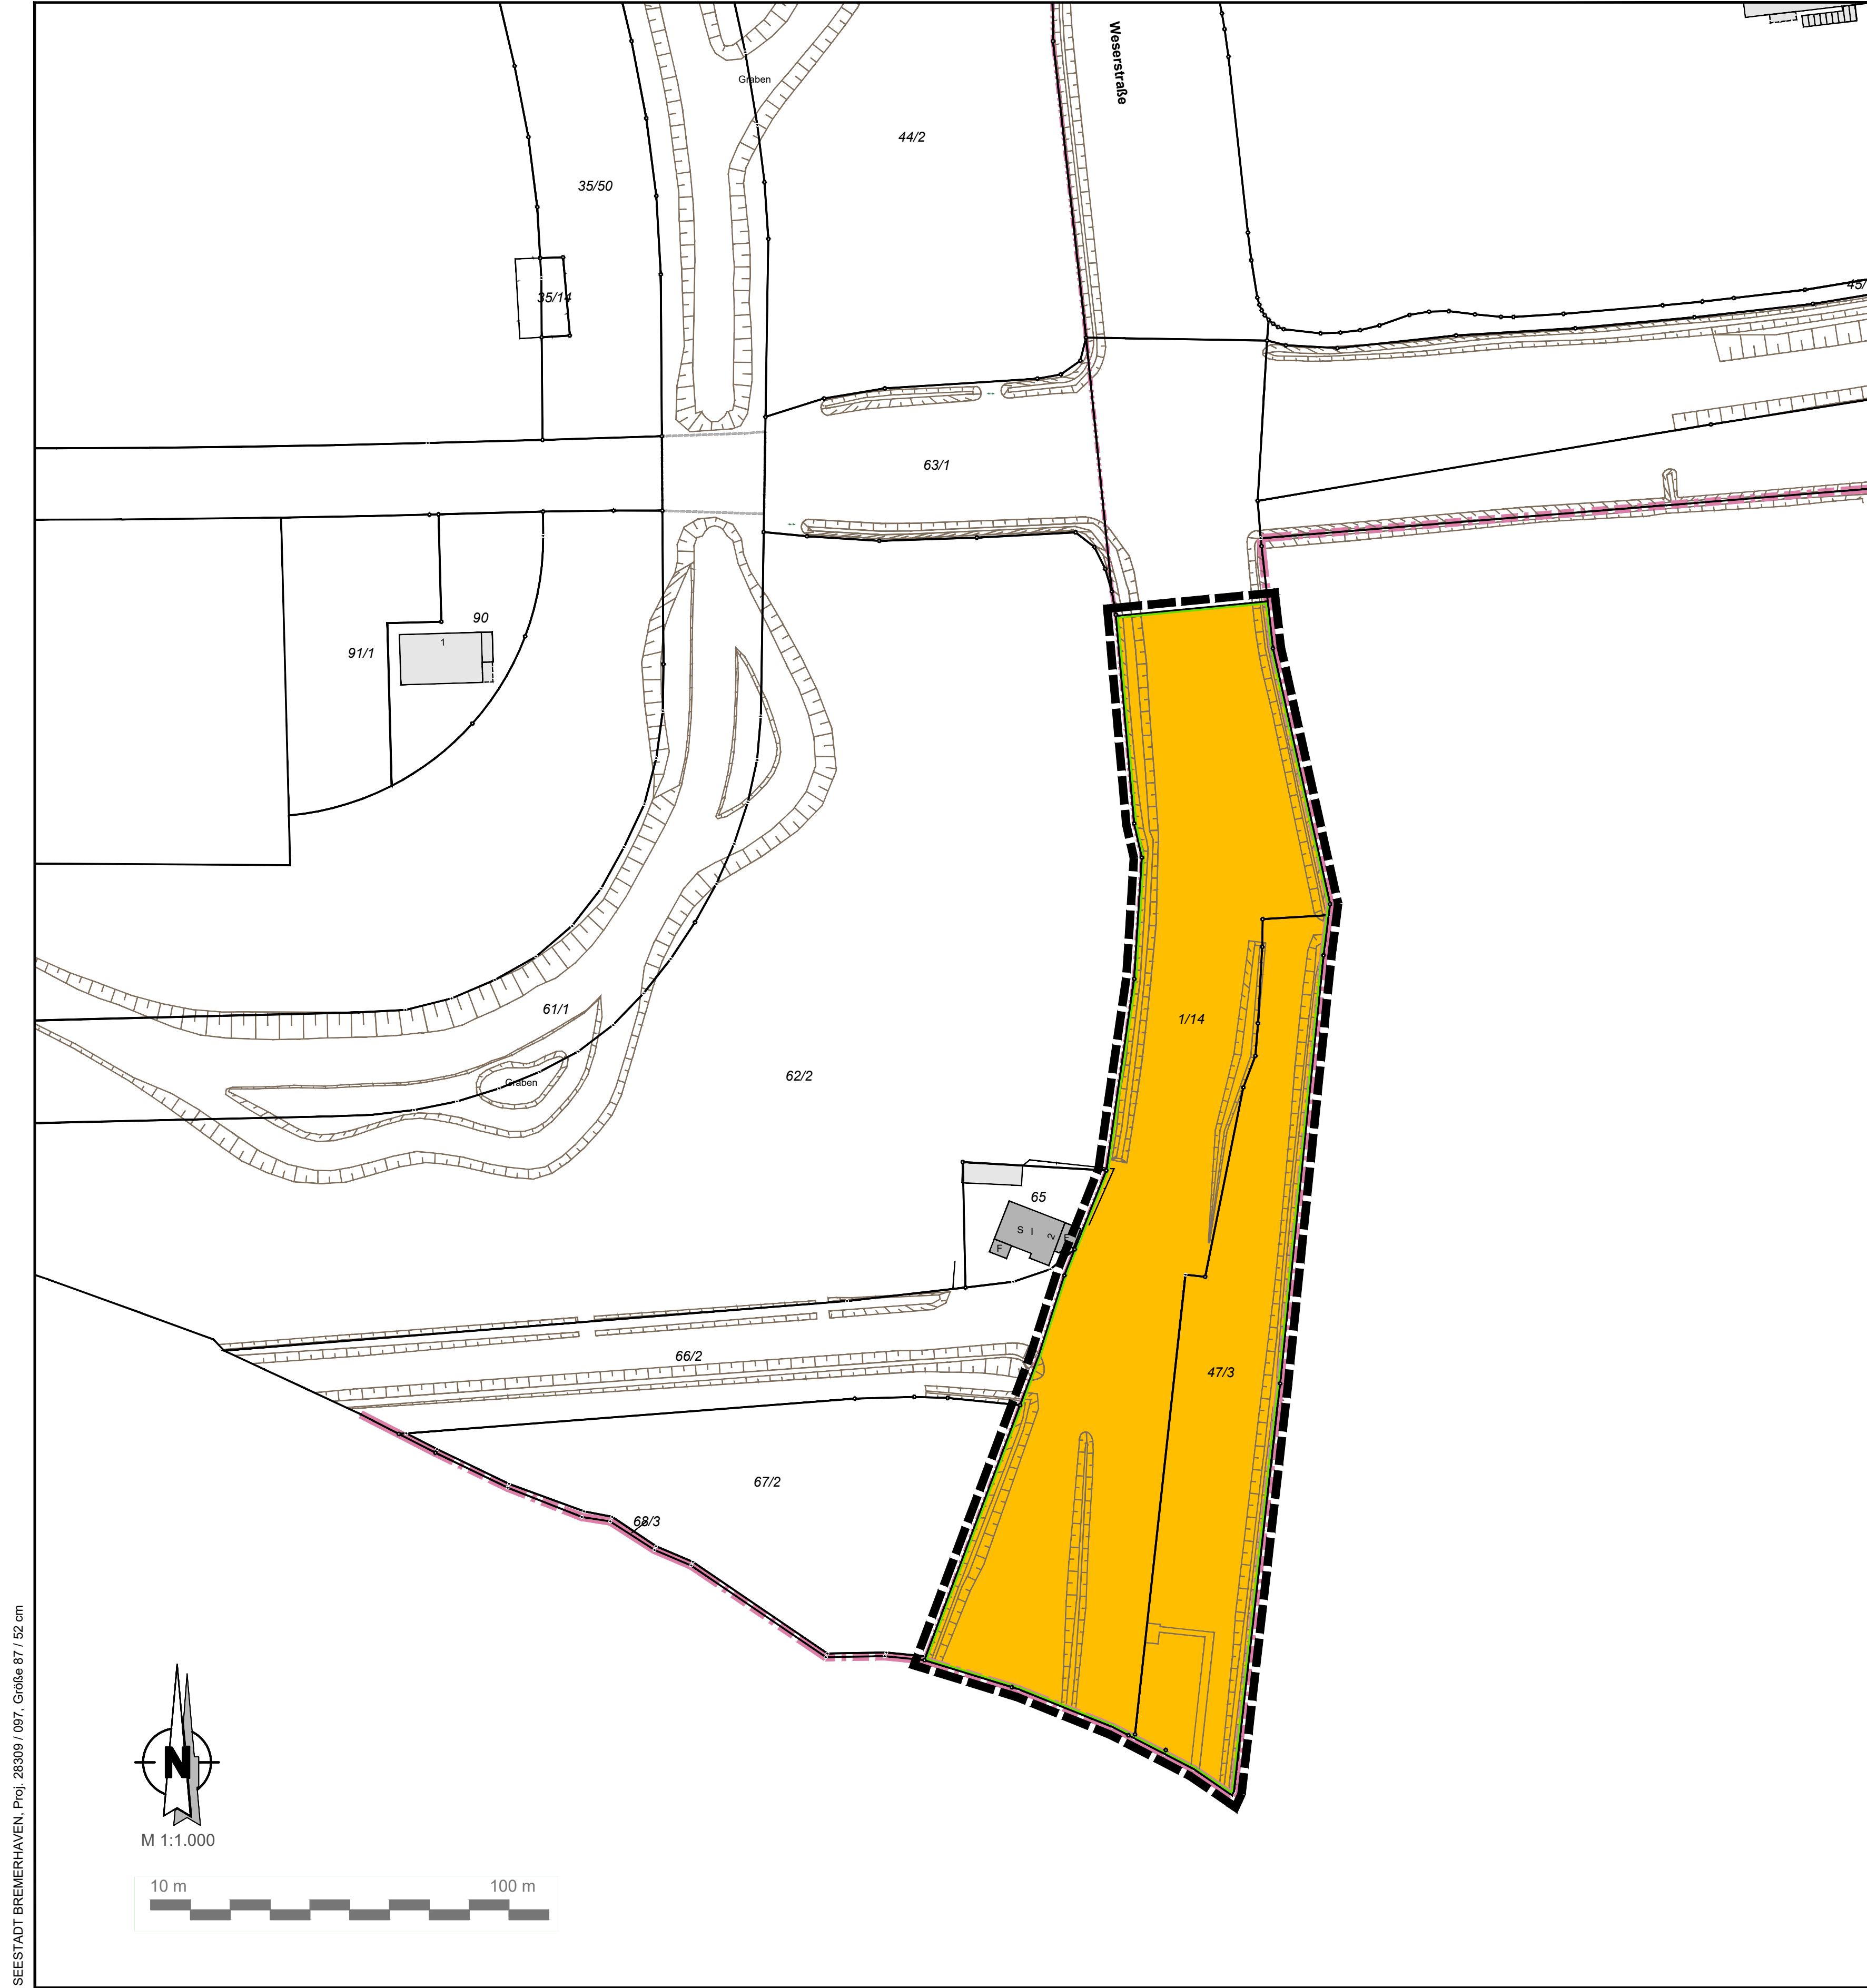 Weserstraße
Graben
44/2
35/50
35/14
63/1
90
1
91/1
1/14
61/1
62/2
Graben
65
S I 2
F
47/3
66/2
67/2
68/3
N
M 1:1.000
10 m 100 m
SEESTADT BREMERHAVEN, Proj. 28309 / 097, Größe 87 / 52 cm